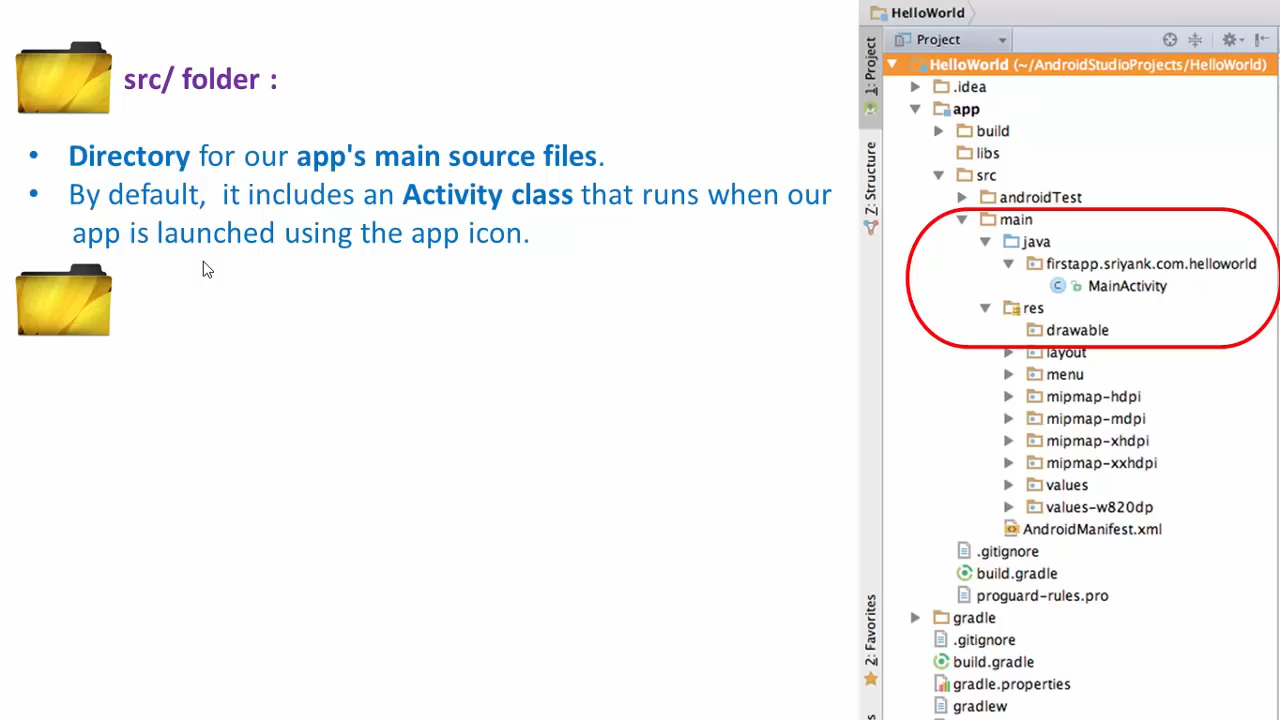 src/ folder :
• Directory for our app's main source files.
• By default, it includes an Activity class that runs when our
app is launched using the app icon.
HelloWorld
Project
1: Project
Z: Structure
2: Favorites
HelloWorld (~/AndroidStudioProjects/HelloWorld)
.idea
app
build
libs
src
androidTest
main
java
firstapp.sriyank.com.helloworld
C MainActivity
res
drawable
layout
menu
mipmap-hdpi
mipmap-mdpi
mipmap-xhdpi
mipmap-xxhdpi
values
values-w820dp
AndroidManifest.xml
.gitignore
build.gradle
proguard-rules.pro
gradle
.gitignore
build.gradle
gradle.properties
gradlew